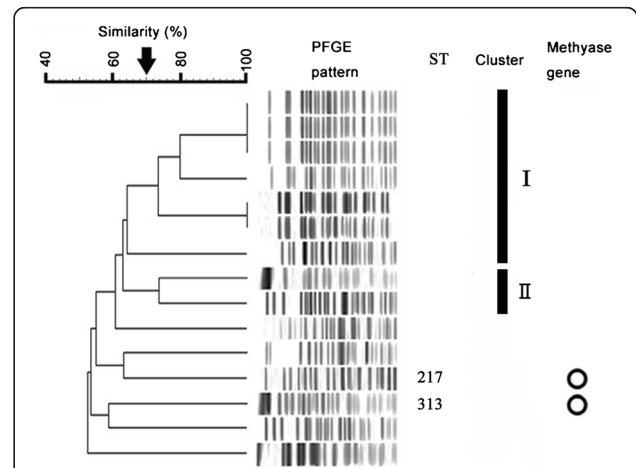 Similarity (%)
40 60 80 100
PFGE
pattern
ST
Cluster
Methyase
gene
I
II
217
313